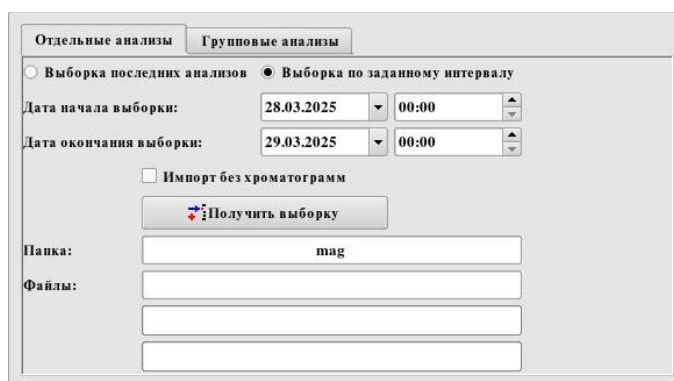 Отдельные анализы Групповые анализы
Выборка последних анализов Выборка по заданному интервалу
Дата начала выборки: 28.03.2025 00:00
Дата окончания выборки: 29.03.2025 00:00
Импорт без хроматограмм
Получить выборку
Папка: mag
Файлы: